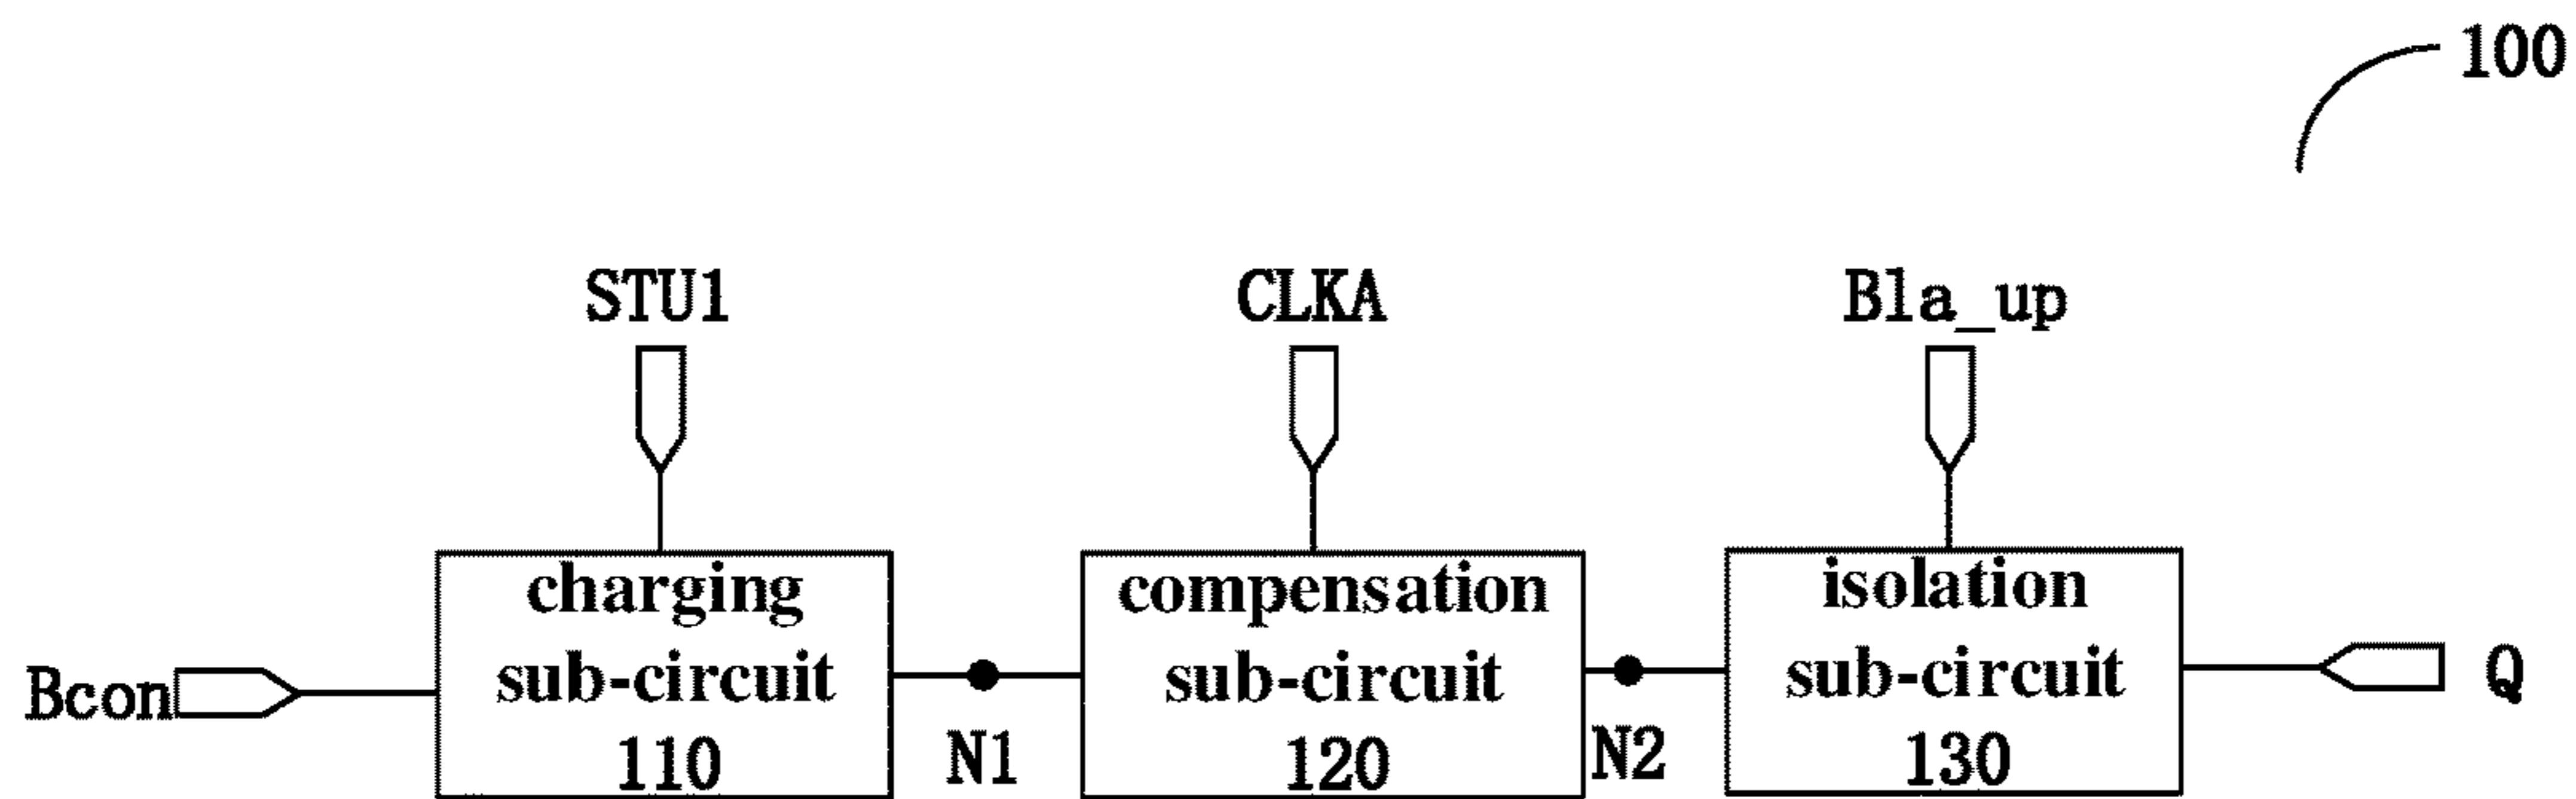 100
STU1
CLKA
Bla_up
charging
sub-circuit
110
compensation
sub-circuit
120
isolation
sub-circuit
130
Bcon
N1
N2
Q